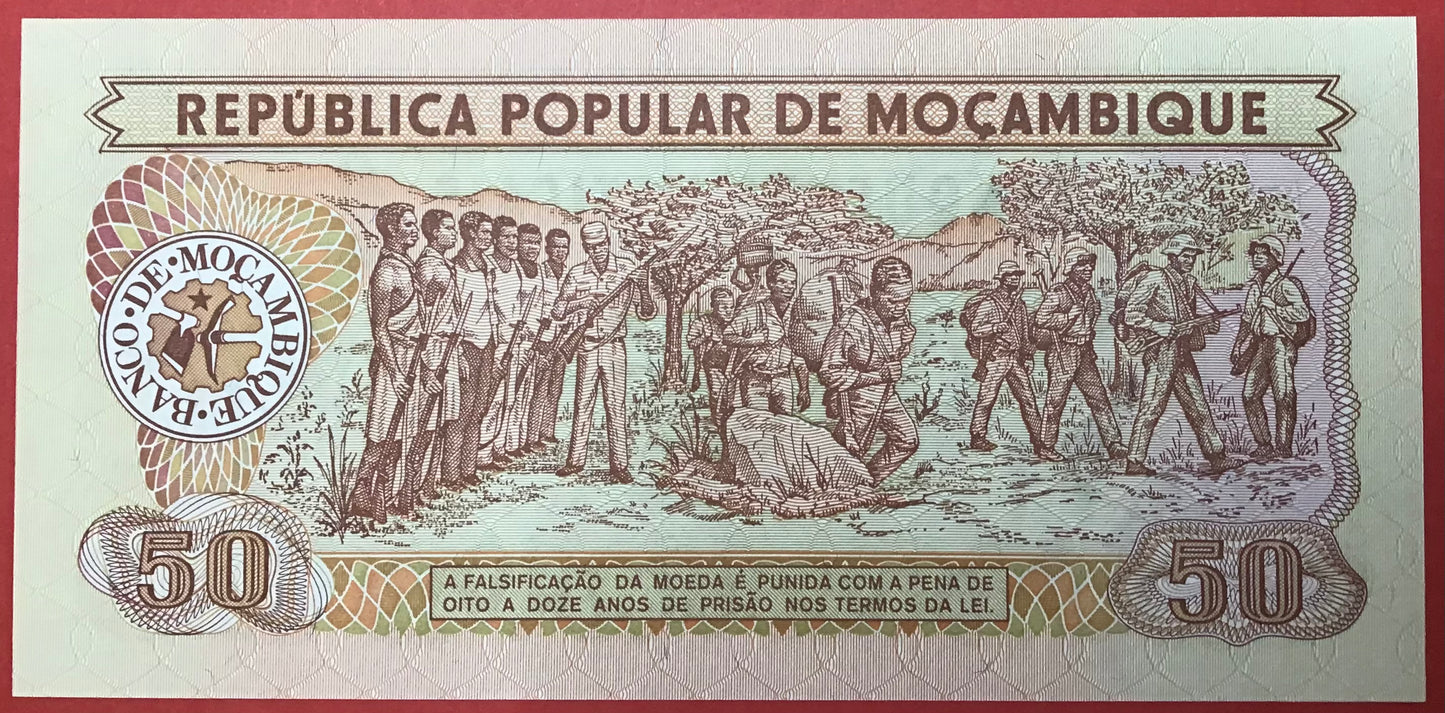 REPÚBLICA POPULAR DE MOÇAMBIQUE
BANCO·DE·MOÇAMBIQUE·
50
A FALSIFICAÇÃO DA MOEDA É PUNIDA COM A PENA DE
OITO A DOZE ANOS DE PRISÃO NOS TERMOS DA LEI.
50